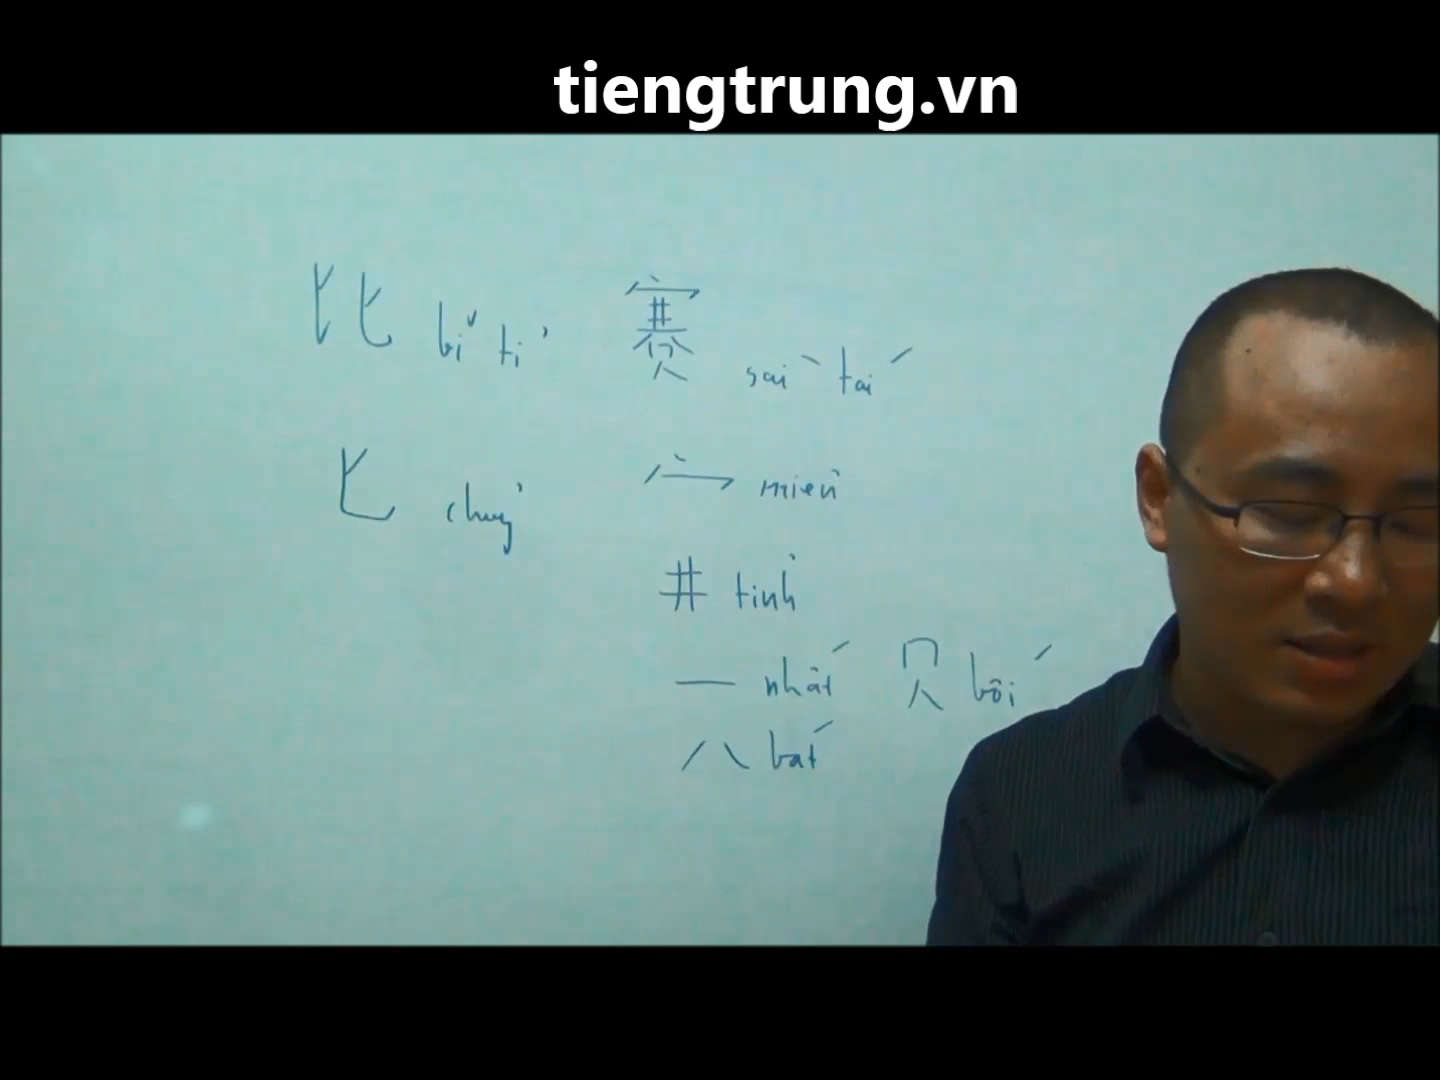 tiengtrung.vn
比 bǐ tỉ 赛 sài tái
匕 chuỷ 宀 miên
井 tỉnh
一 nhất 贝 bối
八 bát